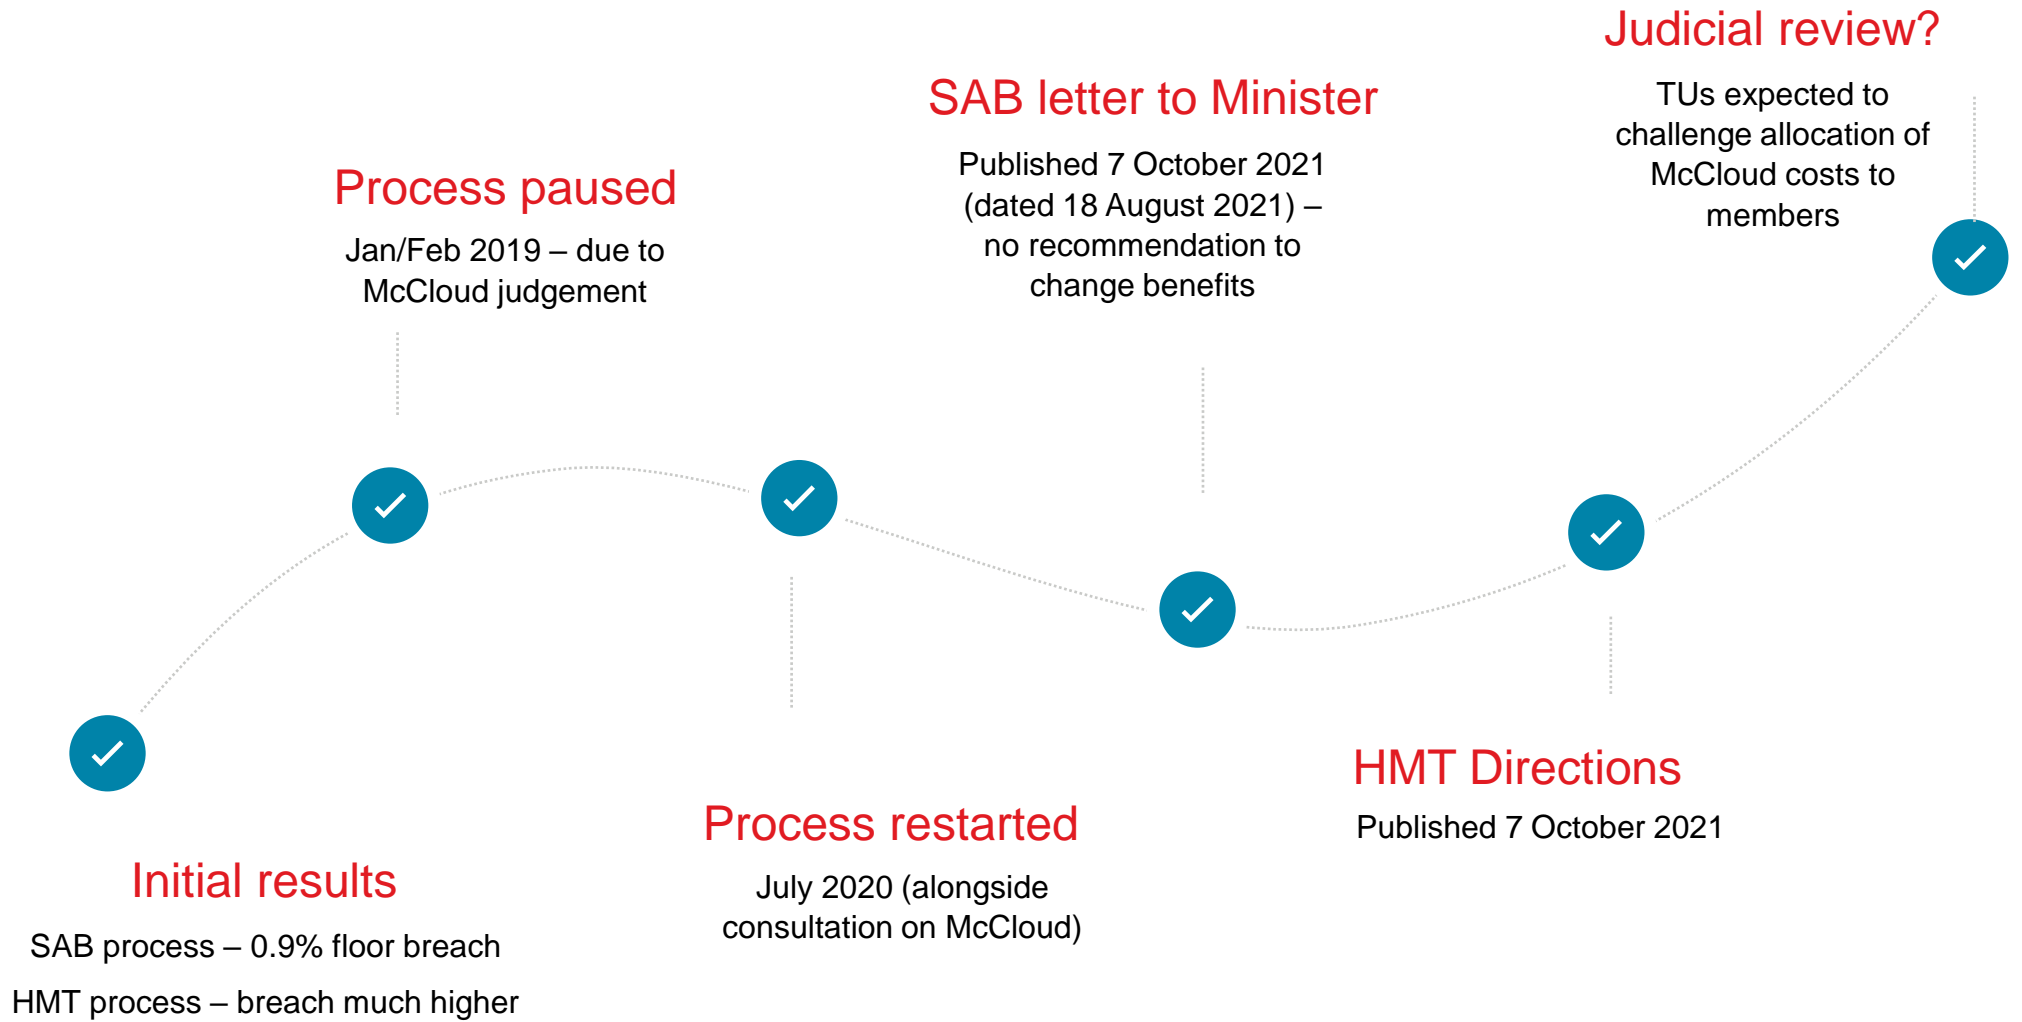 Initial results
SAB process – 0.9% floor breach
HMT process – breach much higher
Process paused
Jan/Feb 2019 – due to
McCloud judgement
Process restarted
July 2020 (alongside
consultation on McCloud)
SAB letter to Minister
Published 7 October 2021
(dated 18 August 2021) –
no recommendation to
change benefits
HMT Directions
Published 7 October 2021
Judicial review?
TUs expected to
challenge allocation of
McCloud costs to
members